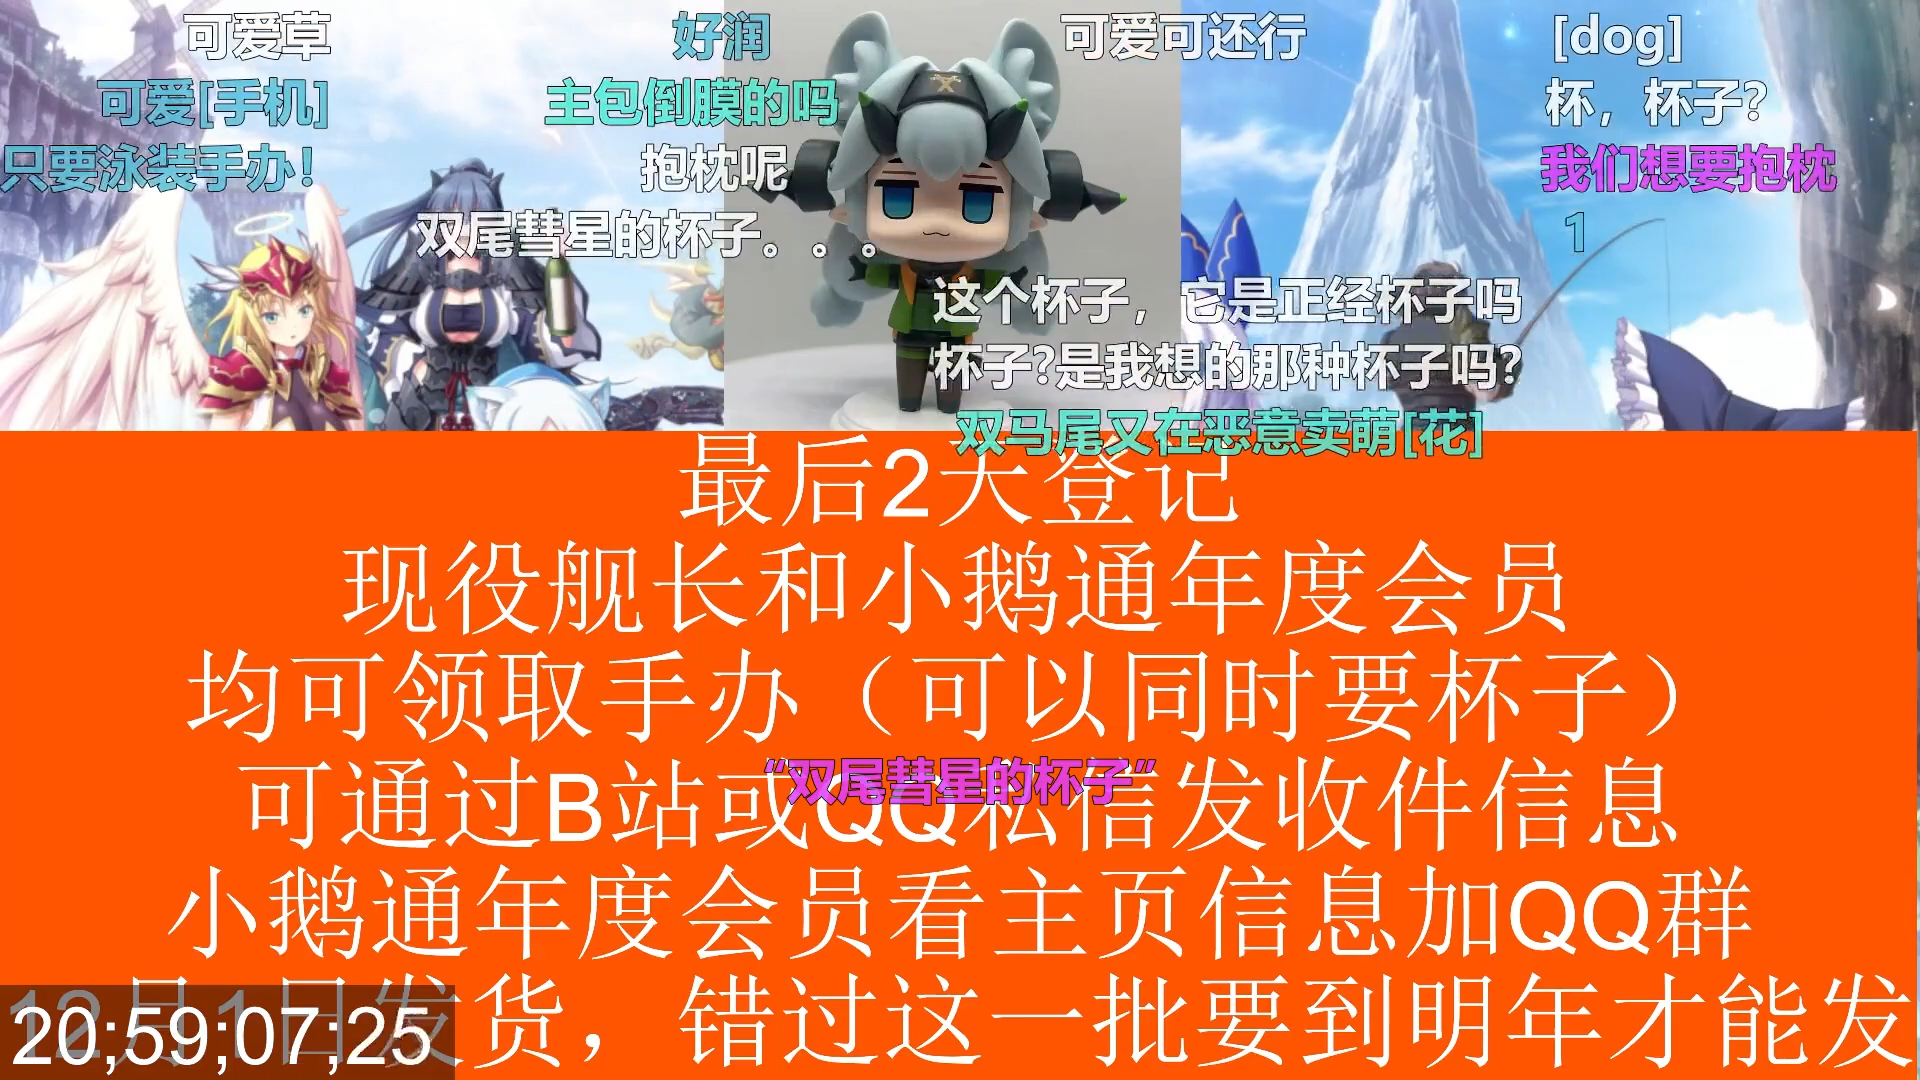 可爱草
好润
可爱可还行
[dog]
可爱[手机]
主包倒膜的吗
杯，杯子?
只要泳装手办！
抱枕呢
我们想要抱枕
双尾彗星的杯子。。。
1
这个杯子，它是正经杯子吗
杯子?是我想的那种杯子吗?
双马尾又在恶意卖萌[花]
最后2天登记
现役舰长和小鹅通年度会员
均可领取手办（可以同时要杯子）
“双尾彗星的杯子”
可通过B站或QQ私信发收件信息
小鹅通年度会员看主页信息加QQ群
12月1日发货，错过这一批要到明年才能发
20;59;07;25